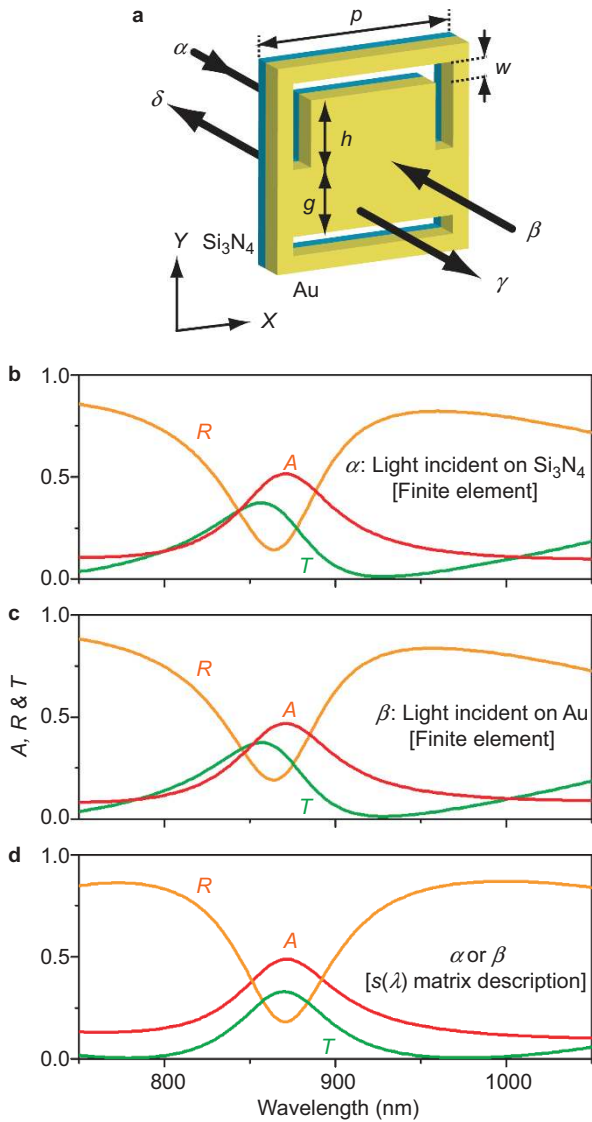 a
p
α
w
δ
h
g
β
Y
Si₃N₄
γ
Au
X
b
1.0
R
A
α: Light incident on Si₃N₄
0.5
[Finite element]
T
0.0
c
1.0
R
A
β: Light incident on Au
0.5
[Finite element]
T
0.0
A, R & T
d
1.0
R
A
α or β
0.5
[s(λ) matrix description]
T
0.0
800 900 1000
Wavelength (nm)